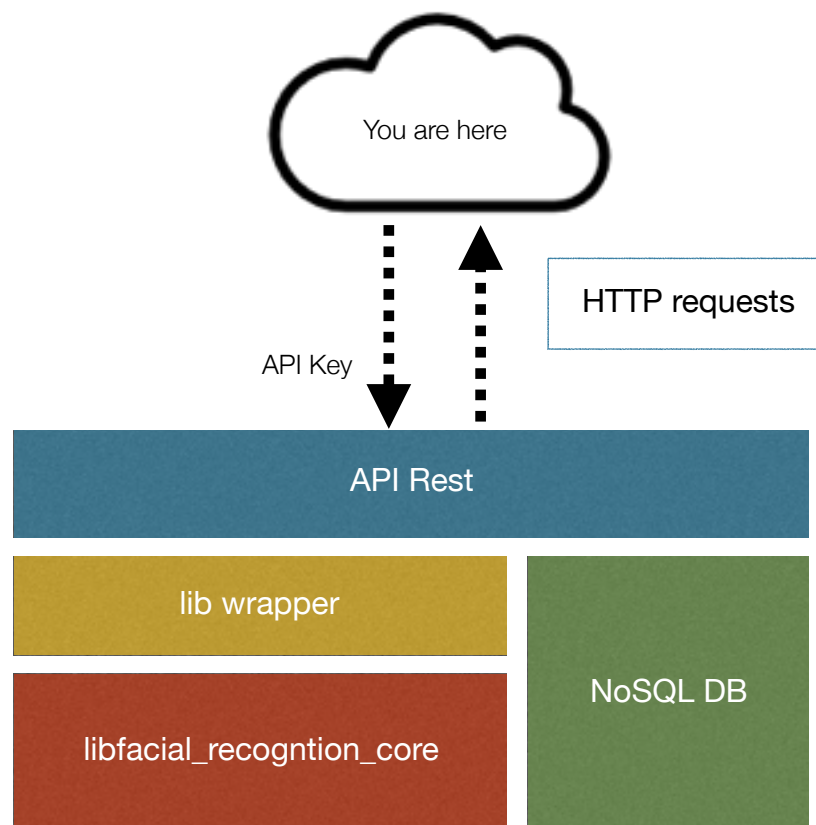 You are here
HTTP requests
API Key
API Rest
lib wrapper
NoSQL DB
libfacial_recogntion_core